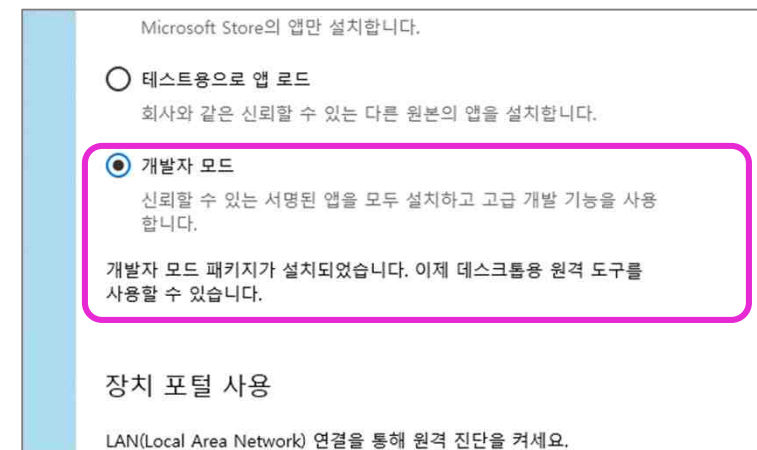 Microsoft Store의 앱만 설치합니다.
테스트용으로 앱 로드
회사와 같은 신뢰할 수 있는 다른 원본의 앱을 설치합니다.
개발자 모드
신뢰할 수 있는 서명된 앱을 모두 설치하고 고급 개발 기능을 사용
합니다.
개발자 모드 패키지가 설치되었습니다. 이제 데스크톱용 원격 도구를
사용할 수 있습니다.
장치 포털 사용
LAN(Local Area Network) 연결을 통해 원격 진단을 켜세요.